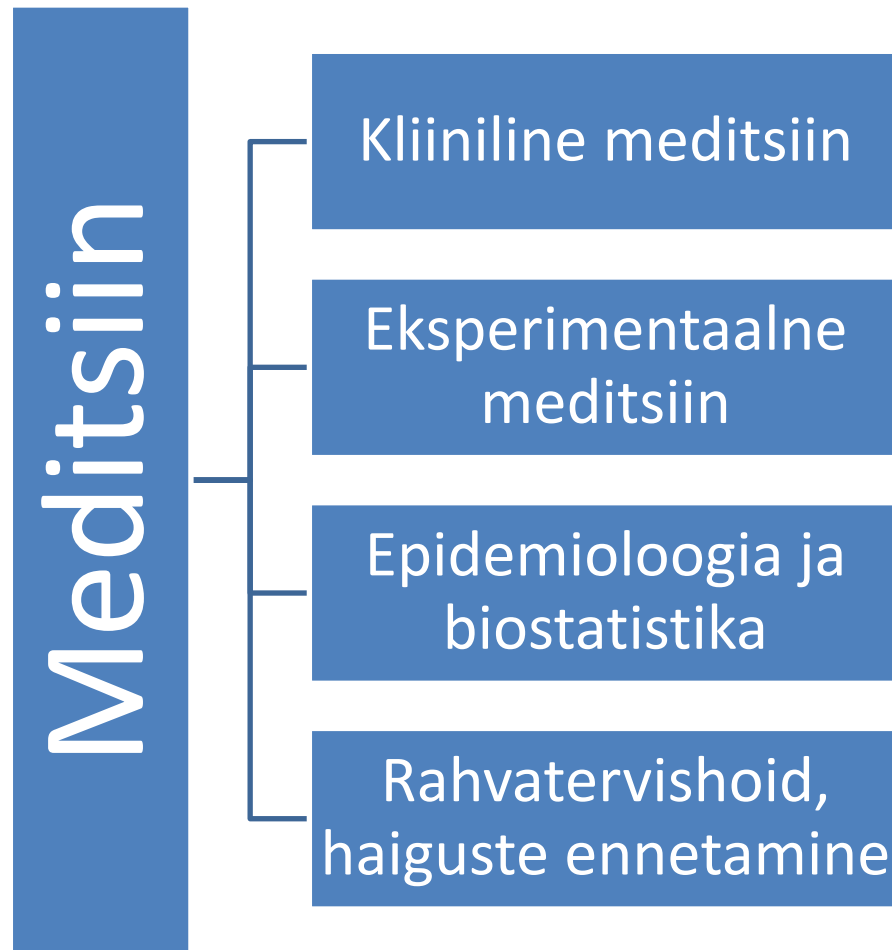 Meditsiin
Kliiniline meditsiin
Eksperimentaalne
meditsiin
Epidemioloogia ja
biostatistika
Rahvatervishoid,
haiguste ennetamine